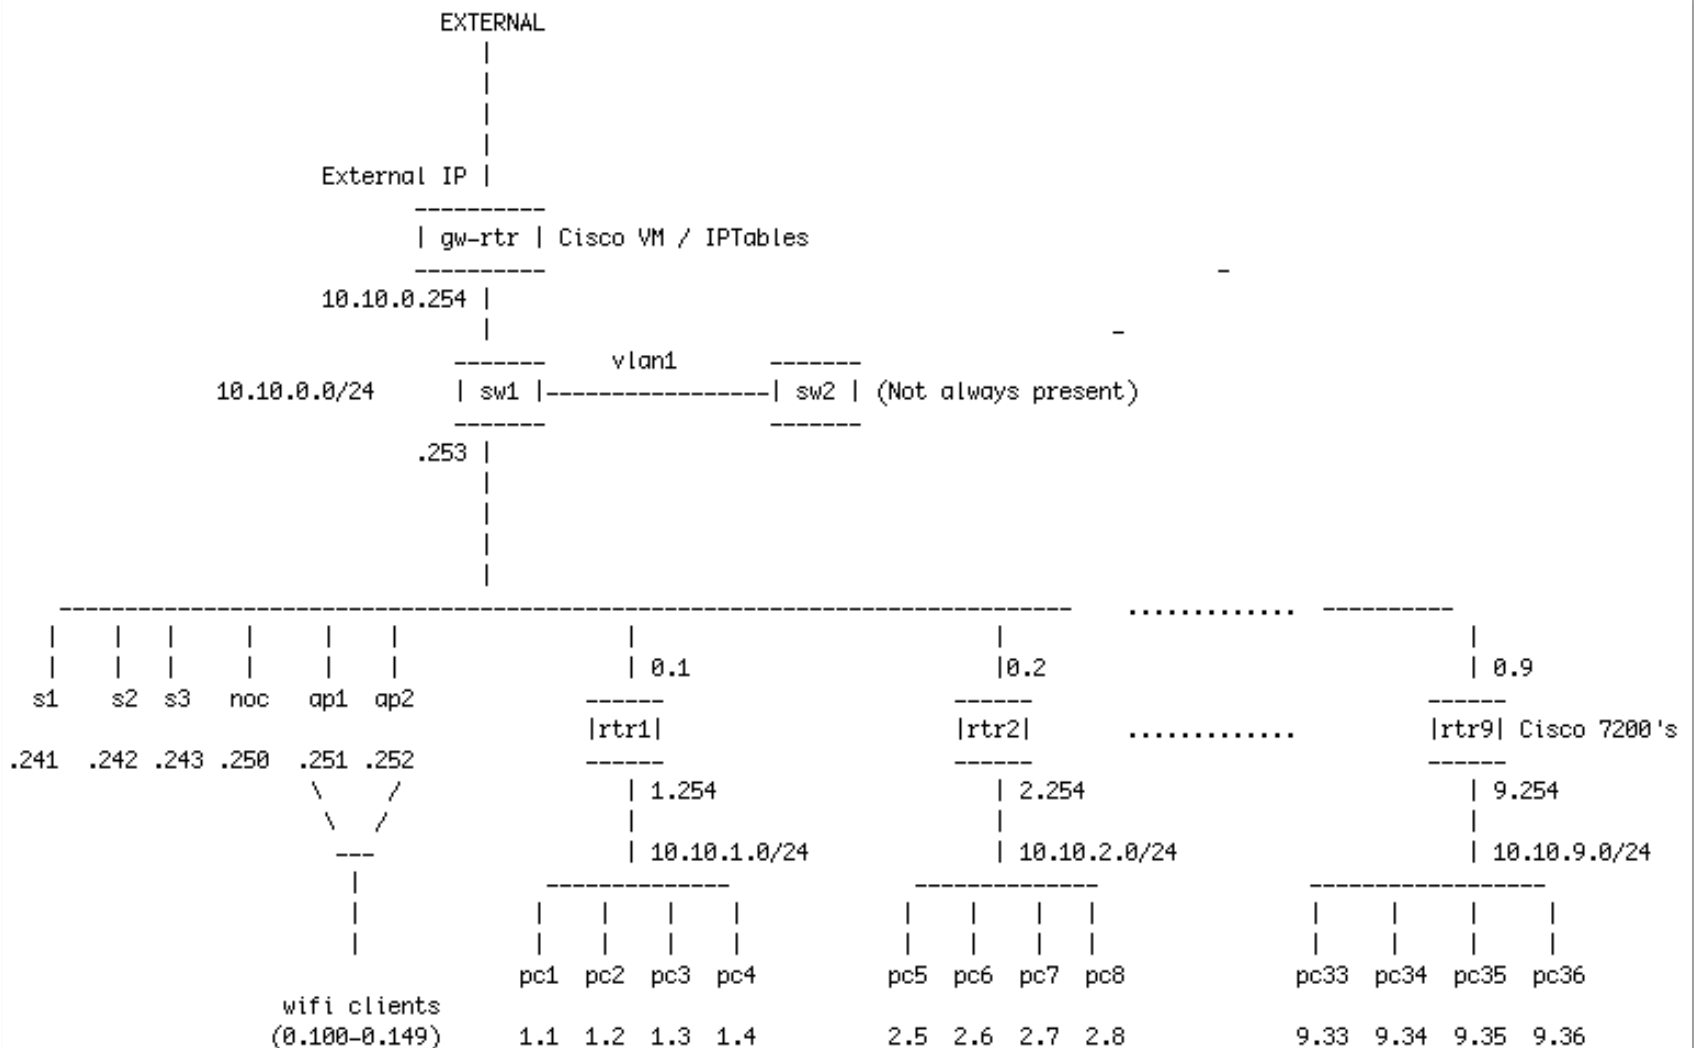 EXTERNAL
External IP
gw-rtr Cisco VM / IPTables
10.10.0.254
vlan1
10.10.0.0/24 sw1 sw2 (Not always present)
.253
0.1 0.2 0.9
s1 s2 s3 noc ap1 ap2
rtr1 rtr2 ............. rtr9 Cisco 7200's
.241 .242 .243 .250 .251 .252
1.254 2.254 9.254
10.10.1.0/24 10.10.2.0/24 10.10.9.0/24
pc1 pc2 pc3 pc4 pc5 pc6 pc7 pc8 pc33 pc34 pc35 pc36
wifi clients
(0.100-0.149) 1.1 1.2 1.3 1.4 2.5 2.6 2.7 2.8 9.33 9.34 9.35 9.36